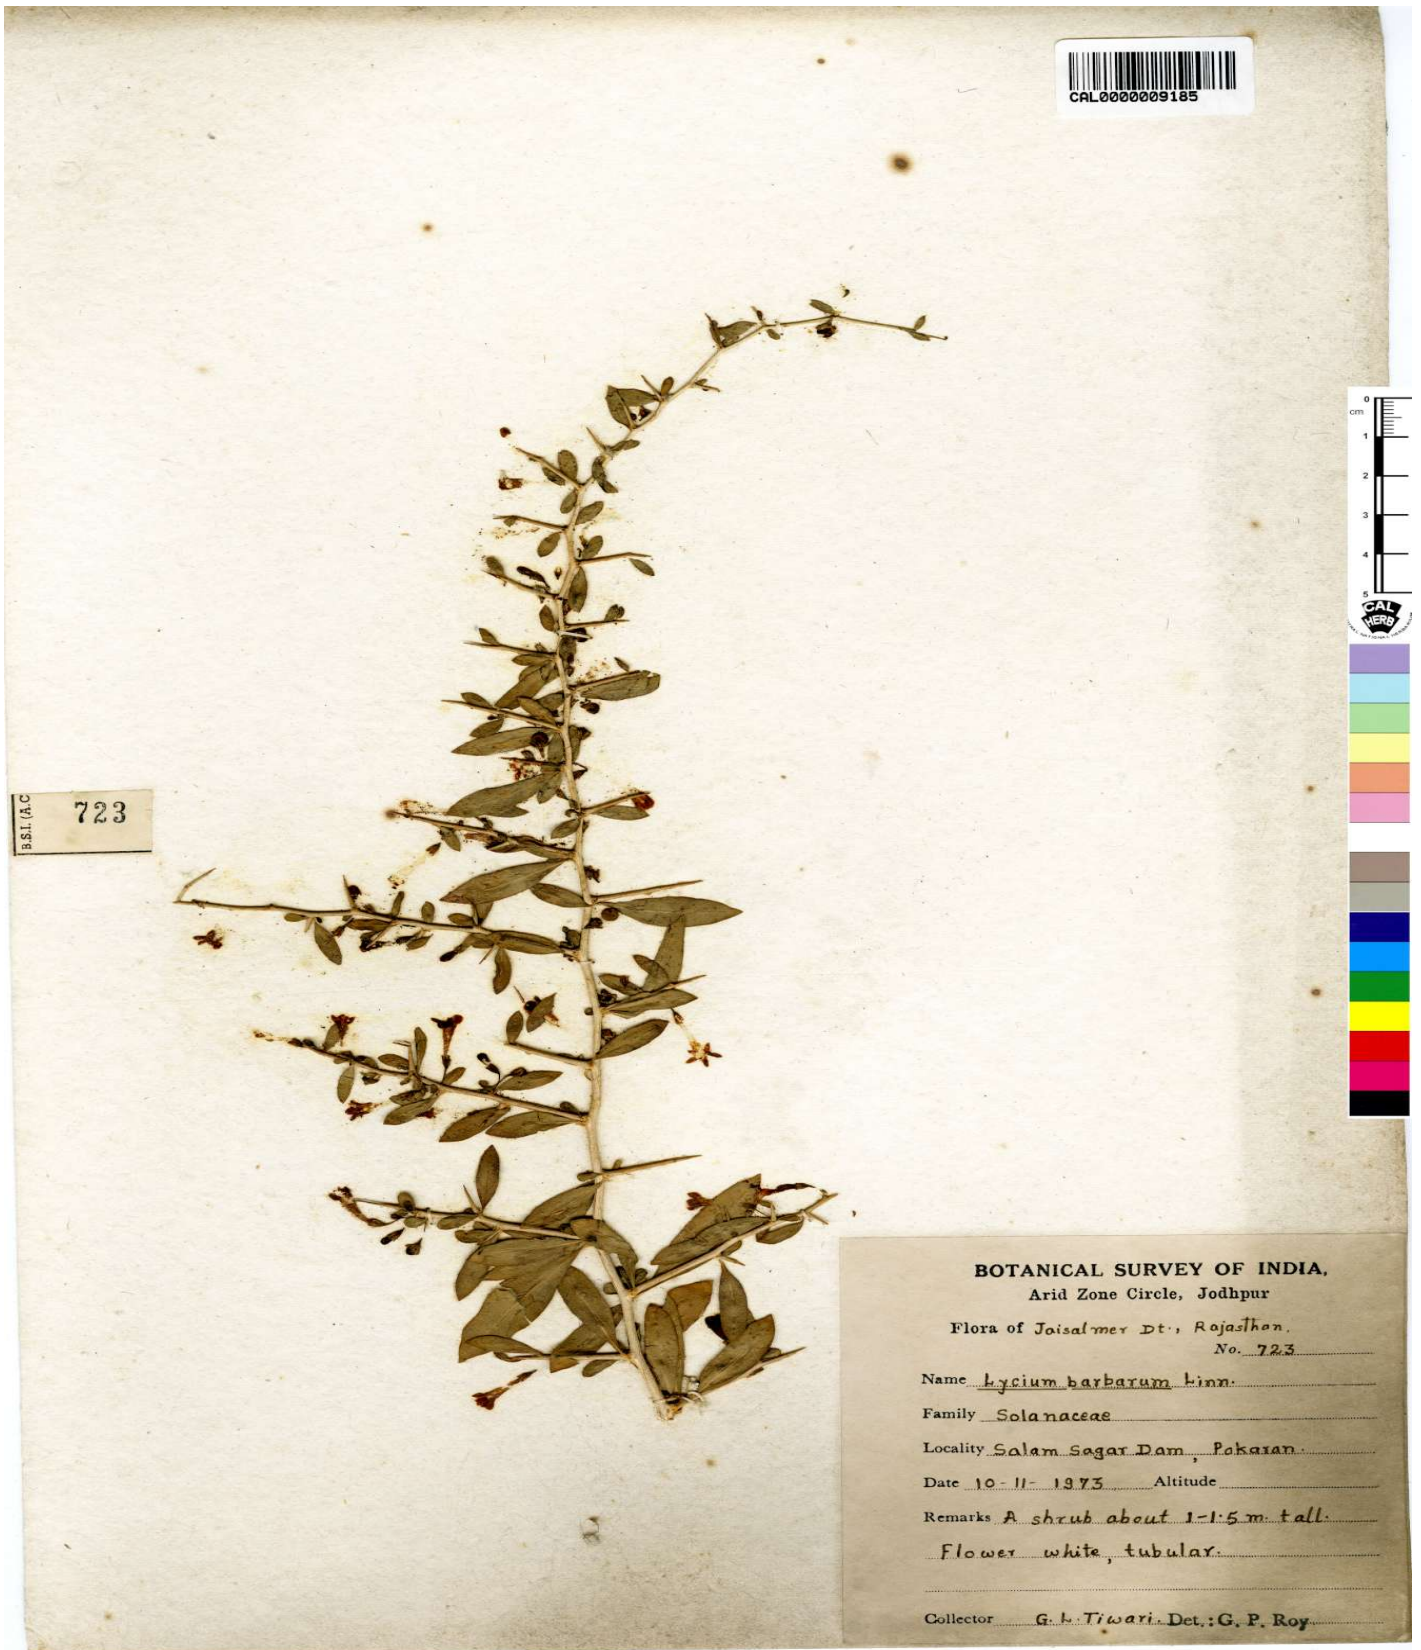 CAL0000009185
0
cm
1
2
3
4
5
CAL
HERB
B.S.I. (A.C
723
BOTANICAL SURVEY OF INDIA,
Arid Zone Circle, Jodhpur
Flora of Jaisalmer Dt., Rajasthan.
No. 723
Name Lycium barbarum Linn.
Family Solanaceae
Locality Salam Sagar Dam, Pokaran.
Date 10-11-1973 Altitude
Remarks A shrub about 1-1.5 m. tall.
Flower white, tubular.
Collector G. L. Tiwari. Det.: G. P. Roy